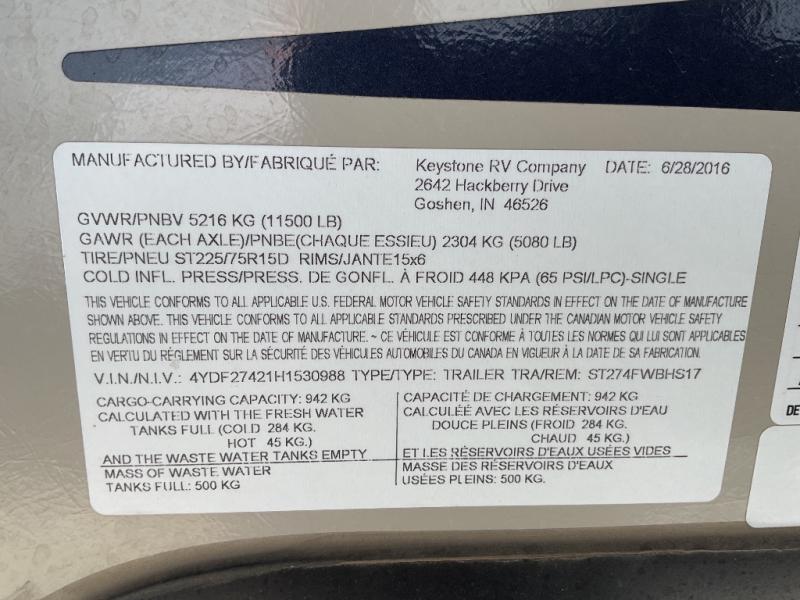 MANUFACTURED BY/FABRIQUÉ PAR: Keystone RV Company DATE: 6/28/2016
2642 Hackberry Drive
Goshen, IN 46526
GVWR/PNBV 5216 KG (11500 LB)
GAWR (EACH AXLE)/PNBE(CHAQUE ESSIEU) 2304 KG (5080 LB)
TIRE/PNEU ST225/75R15D RIMS/JANTE15x6
COLD INFL. PRESS/PRESS. DE GONFL. À FROID 448 KPA (65 PSI/LPC)-SINGLE
THIS VEHICLE CONFORMS TO ALL APPLICABLE U.S. FEDERAL MOTOR VEHICLE SAFETY STANDARDS IN EFFECT ON THE DATE OF MANUFACTURE
SHOWN ABOVE. THIS VEHICLE CONFORMS TO ALL APPLICABLE STANDARDS PRESCRIBED UNDER THE CANADIAN MOTOR VEHICLE SAFETY
REGULATIONS IN EFFECT ON THE DATE OF MANUFACTURE. ~ CE VÉHICULE EST CONFORME À TOUTES LES NORMES QUI LUI SONT APPLICABLES
EN VERTU DU RÈGLEMENT SUR LA SÉCURITÉ DES VÉHICULES AUTOMOBILES DU CANADA EN VIGUEUR À LA DATE DE SA FABRICATION.
V.I.N./N.I.V.: 4YDF27421H1530988 TYPE/TYPE: TRAILER TRA/REM: ST274FWBHS17
CARGO-CARRYING CAPACITY: 942 KG
CALCULATED WITH THE FRESH WATER
TANKS FULL (COLD 284 KG.
HOT 45 KG.)
AND THE WASTE WATER TANKS EMPTY
MASS OF WASTE WATER
TANKS FULL: 500 KG
CAPACITÉ DE CHARGEMENT: 942 KG
CALCULÉE AVEC LES RÉSERVOIRS D'EAU
DOUCE PLEINS (FROID 284 KG.
CHAUD 45 KG.)
ET LES RÉSERVOIRS D'EAUX USÉES VIDES
MASSE DES RÉSERVOIRS D'EAUX
USÉES PLEINS: 500 KG.